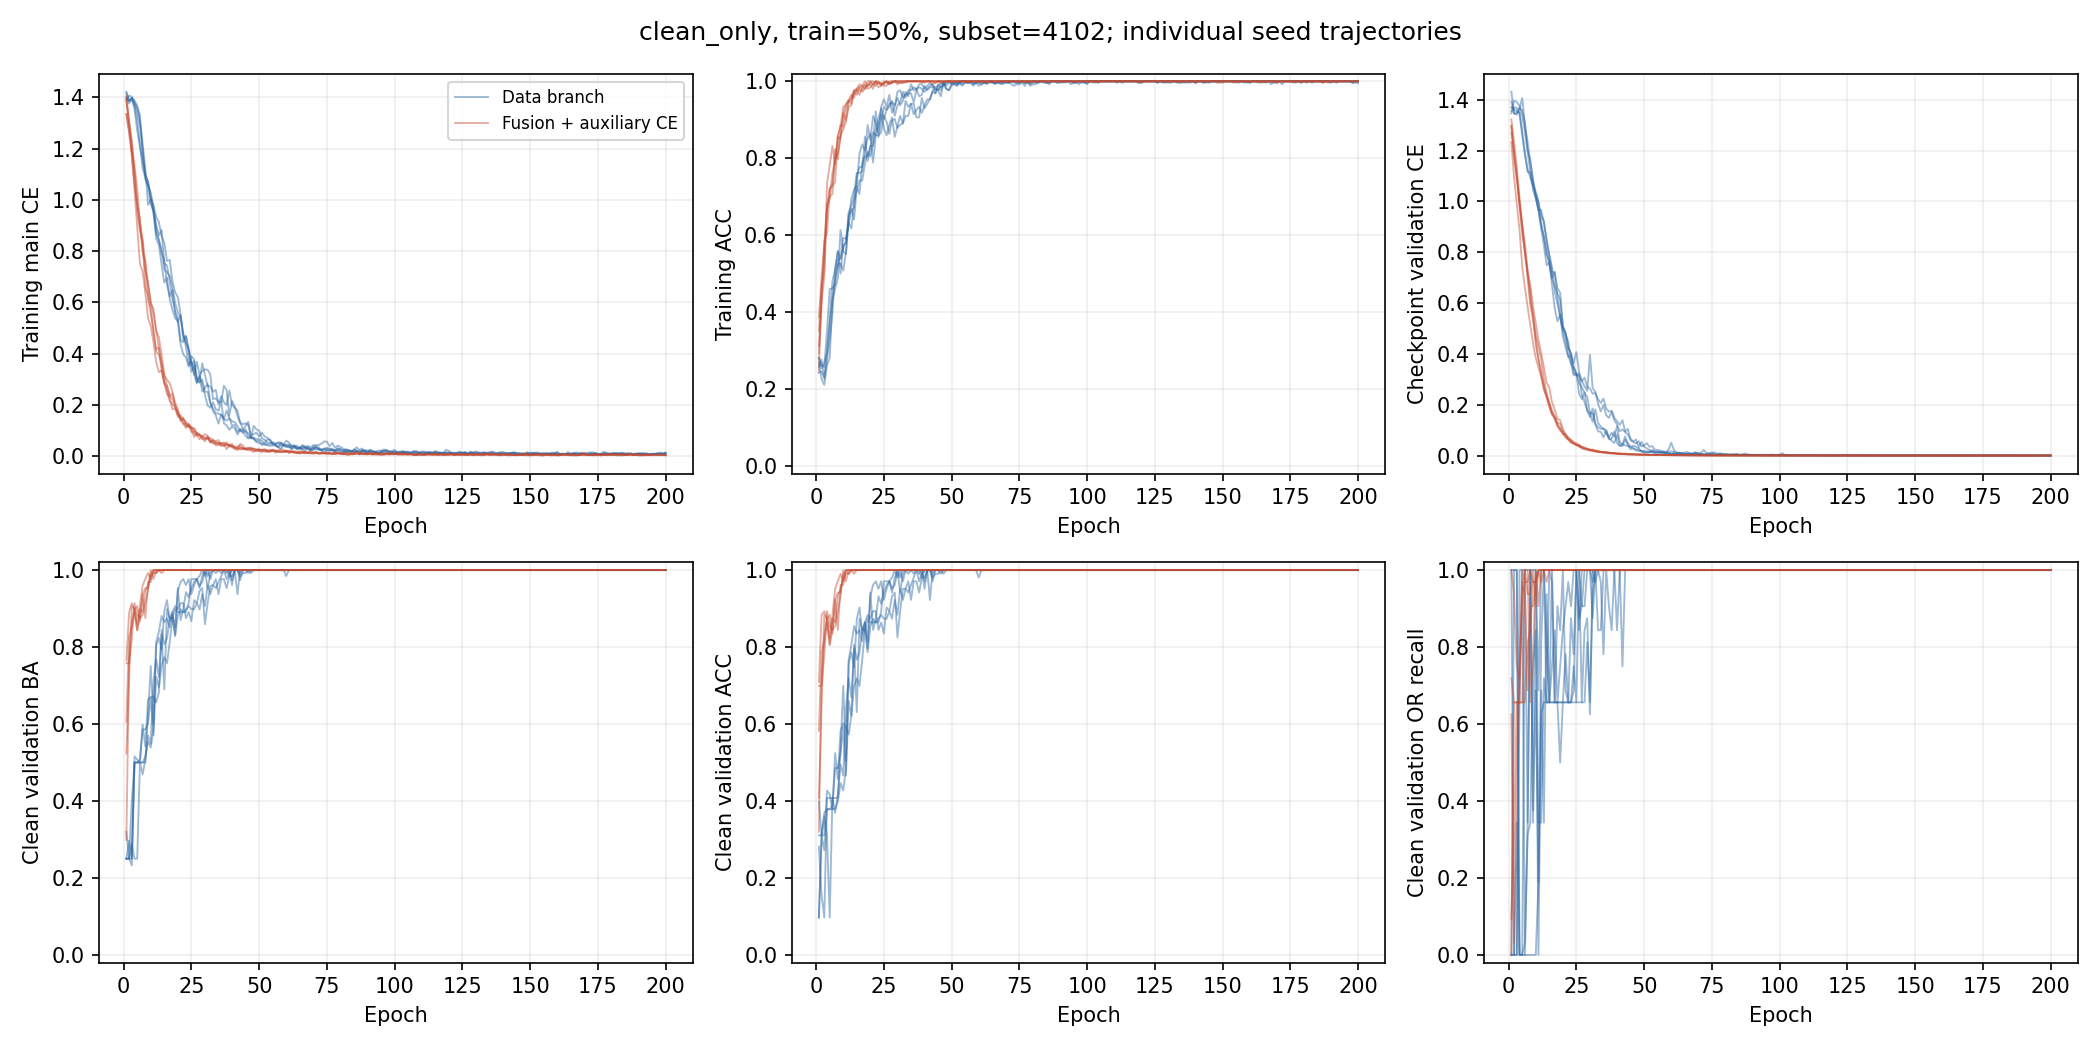 clean_only, train=50%, subset=4102; individual seed trajectories
Training main CE
1.4
1.2
1.0
0.8
0.6
0.4
0.2
0.0
Data branch
Fusion + auxiliary CE
0 25 50 75 100 125 150 175 200
Epoch
Training ACC
1.0
0.8
0.6
0.4
0.2
0.0
0 25 50 75 100 125 150 175 200
Epoch
Checkpoint validation CE
1.4
1.2
1.0
0.8
0.6
0.4
0.2
0.0
0 25 50 75 100 125 150 175 200
Epoch
Clean validation BA
1.0
0.8
0.6
0.4
0.2
0.0
0 25 50 75 100 125 150 175 200
Epoch
Clean validation ACC
1.0
0.8
0.6
0.4
0.2
0.0
0 25 50 75 100 125 150 175 200
Epoch
Clean validation OR recall
1.0
0.8
0.6
0.4
0.2
0.0
0 25 50 75 100 125 150 175 200
Epoch